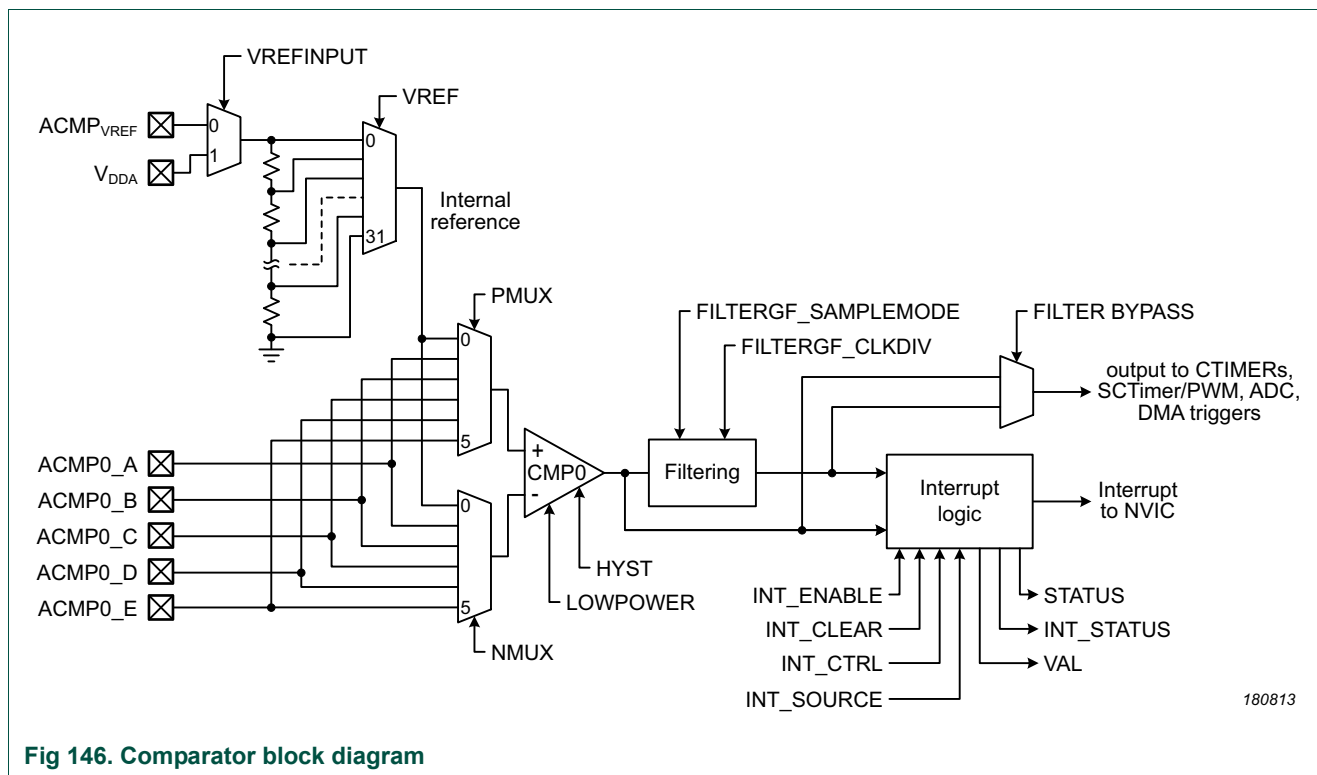 VREFINPUT
VREF
ACMPVREF
0
1
VDDA
0
31
Internal
reference
PMUX
0
5
FILTERGF_SAMPLEMODE
FILTERGF_CLKDIV
FILTER BYPASS
output to CTIMERs,
SCTimer/PWM, ADC,
DMA triggers
ACMP0_A
ACMP0_B
ACMP0_C
ACMP0_D
ACMP0_E
+
CMP0
-
Filtering
Interrupt
logic
Interrupt
to NVIC
0
5
HYST
LOWPOWER
NMUX
INT_ENABLE
INT_CLEAR
INT_CTRL
INT_SOURCE
STATUS
INT_STATUS
VAL
180813
Fig 146. Comparator block diagram